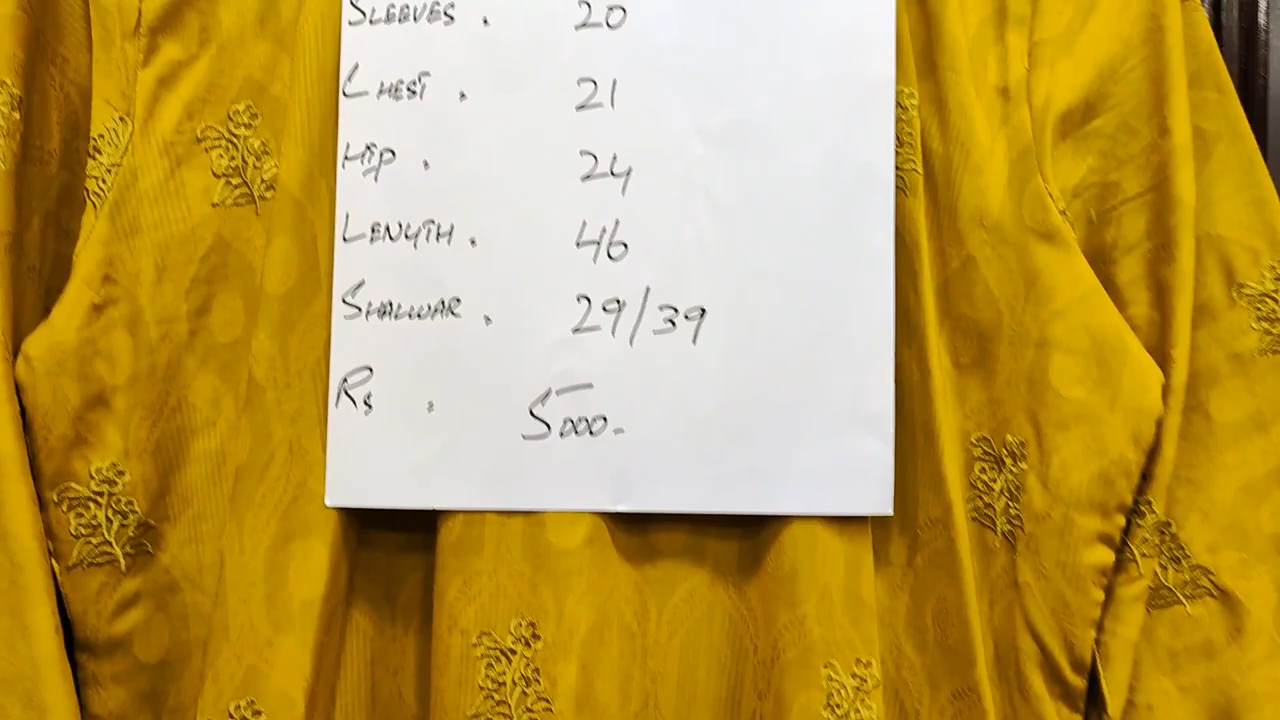 SLEEVES . 20
CHEST . 21
HIP . 24
LENGTH . 46
SHALWAR . 29/39
Rs . 5000-